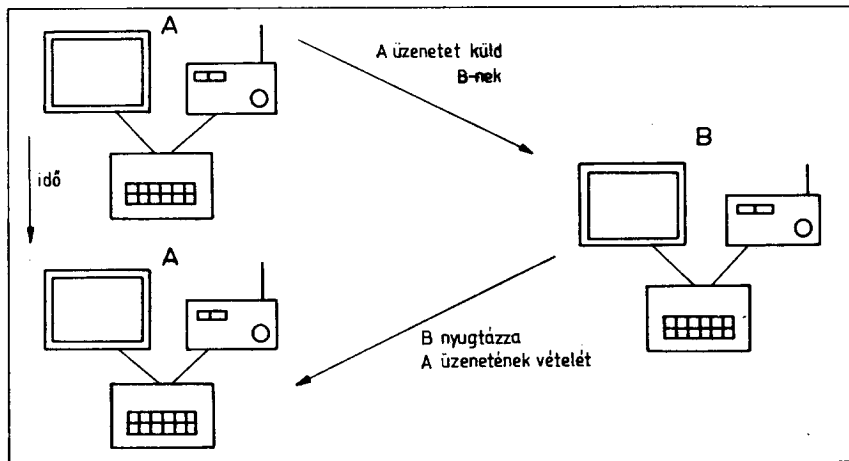 A
A üzenetet küld
B-nek
B
idő
A
B nyugtázza
A üzenetének vételét